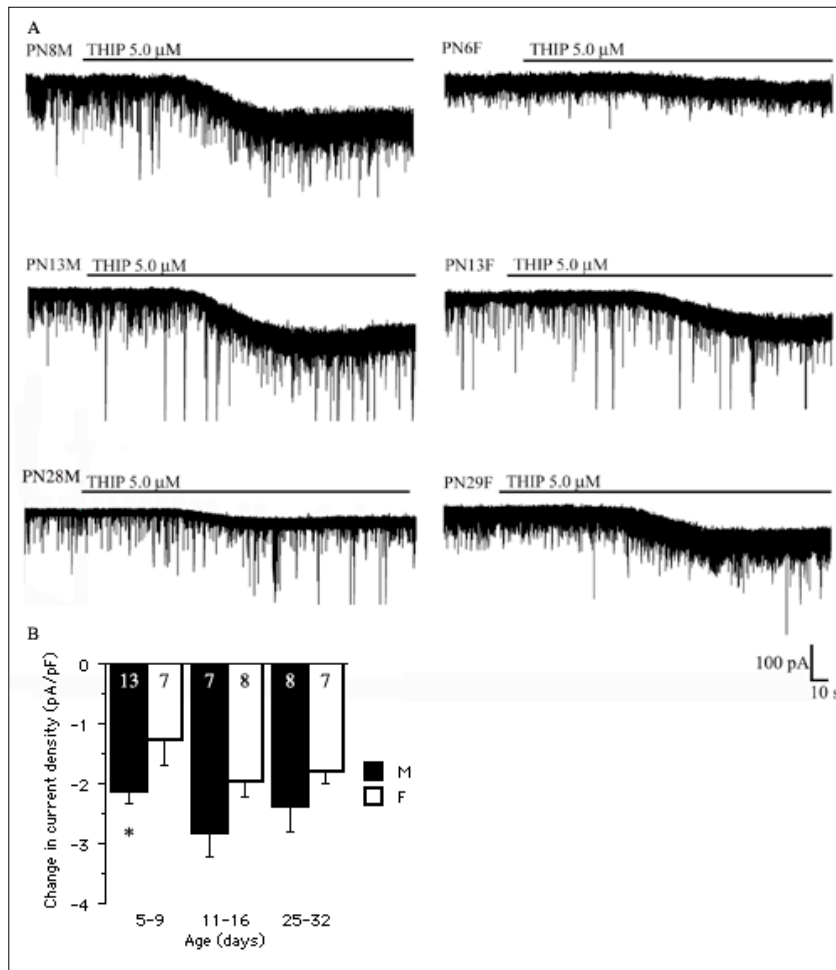 A
PN8M THIP 5.0 µM
PN6F THIP 5.0 µM
PN13M THIP 5.0 µM
PN13F THIP 5.0 µM
PN28M THIP 5.0 µM
PN29F THIP 5.0 µM
100 pA
10 s
B
Change in current density (pA/pF)
0
-1
-2
-3
-4
13 7 7 8 8 7
*
M
F
5-9 11-16 25-32
Age (days)